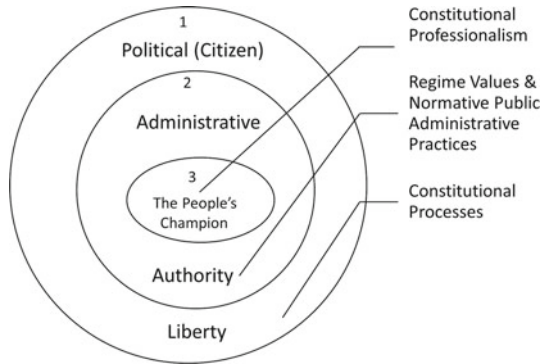 1
Political (Citizen)
2
Administrative
3
The People's
Champion
Authority
Liberty
Constitutional
Professionalism
Regime Values &
Normative Public
Administrative
Practices
Constitutional
Processes